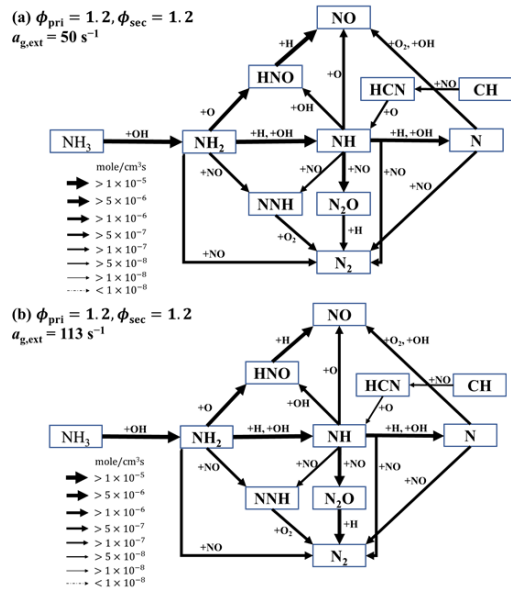 (a) ϕpri = 1.2, ϕsec = 1.2
ag,ext = 50 s⁻¹
NO
+H
+O₂, +OH
HNO
+O
HCN
+NO
CH
+O
+OH
+O
NH₃
+OH
NH₂
+H, +OH
NH
+H, +OH
N
mole/cm³s
> 1 × 10⁻⁵
> 5 × 10⁻⁶
> 1 × 10⁻⁶
> 5 × 10⁻⁷
> 1 × 10⁻⁷
> 5 × 10⁻⁸
> 1 × 10⁻⁸
< 1 × 10⁻⁸
+NO
+NO
+NO
+NO
+NO
NNH
N₂O
+O₂
+H
+NO
N₂
(b) ϕpri = 1.2, ϕsec = 1.2
ag,ext = 113 s⁻¹
NO
+H
+O₂, +OH
HNO
+O
HCN
+NO
CH
+O
+OH
+O
NH₃
+OH
NH₂
+H, +OH
NH
+H, +OH
N
mole/cm³s
> 1 × 10⁻⁵
> 5 × 10⁻⁶
> 1 × 10⁻⁶
> 5 × 10⁻⁷
> 1 × 10⁻⁷
> 5 × 10⁻⁸
> 1 × 10⁻⁸
< 1 × 10⁻⁸
+NO
+NO
+NO
+NO
+NO
NNH
N₂O
+O₂
+H
+NO
N₂